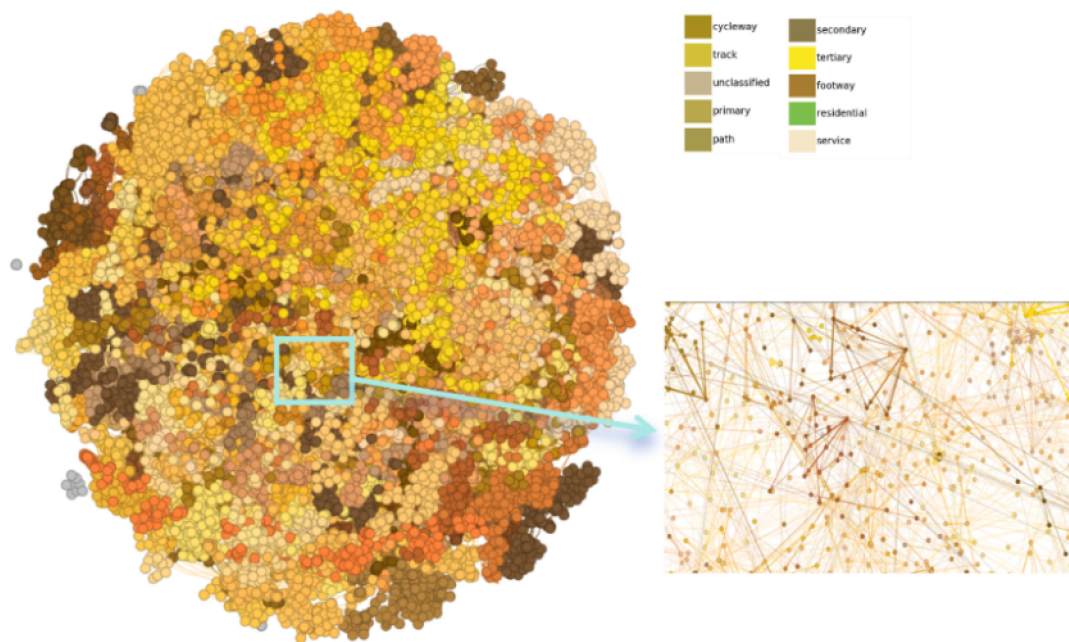 cycleway
track
unclassified
primary
path
secondary
tertiary
footway
residential
service